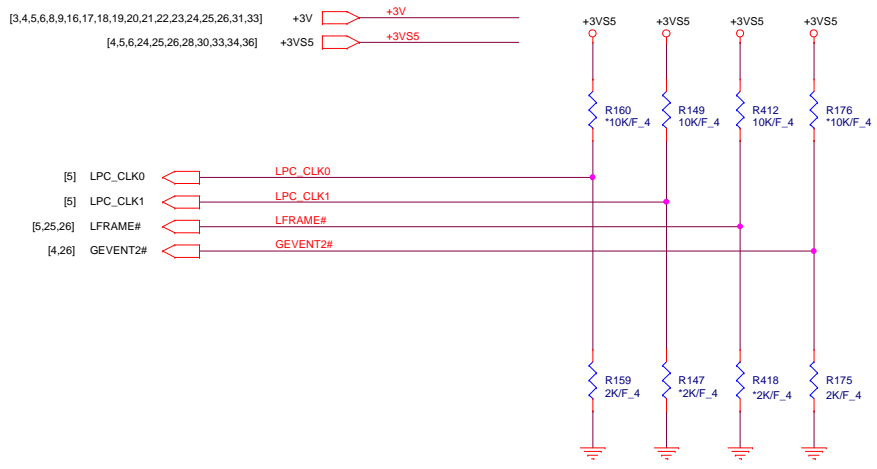 [3,4,5,6,8,9,16,17,18,19,20,21,22,23,24,25,26,31,33] +3V +3V
[4,5,6,24,25,26,28,30,33,34,36] +3VS5 +3VS5
+3VS5 +3VS5 +3VS5 +3VS5
R160 R149 R412 R176
*10K/F_4 10K/F_4 10K/F_4 *10K/F_4
[5] LPC_CLK0 LPC_CLK0
[5] LPC_CLK1 LPC_CLK1
[5,25,26] LFRAME# LFRAME#
[4,26] GEVENT2# GEVENT2#
R159 R147 R418 R175
2K/F_4 *2K/F_4 *2K/F_4 2K/F_4